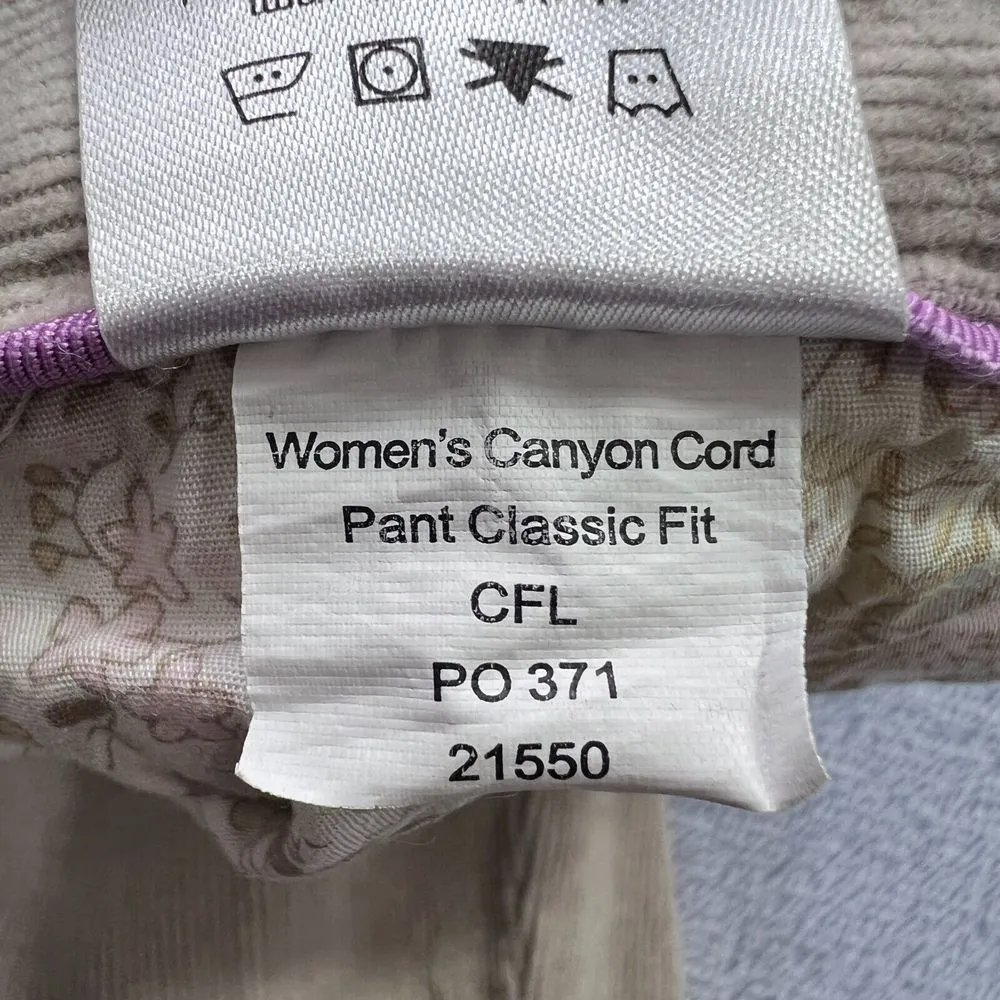 Women's Canyon Cord
Pant Classic Fit
CFL
PO 371
21550